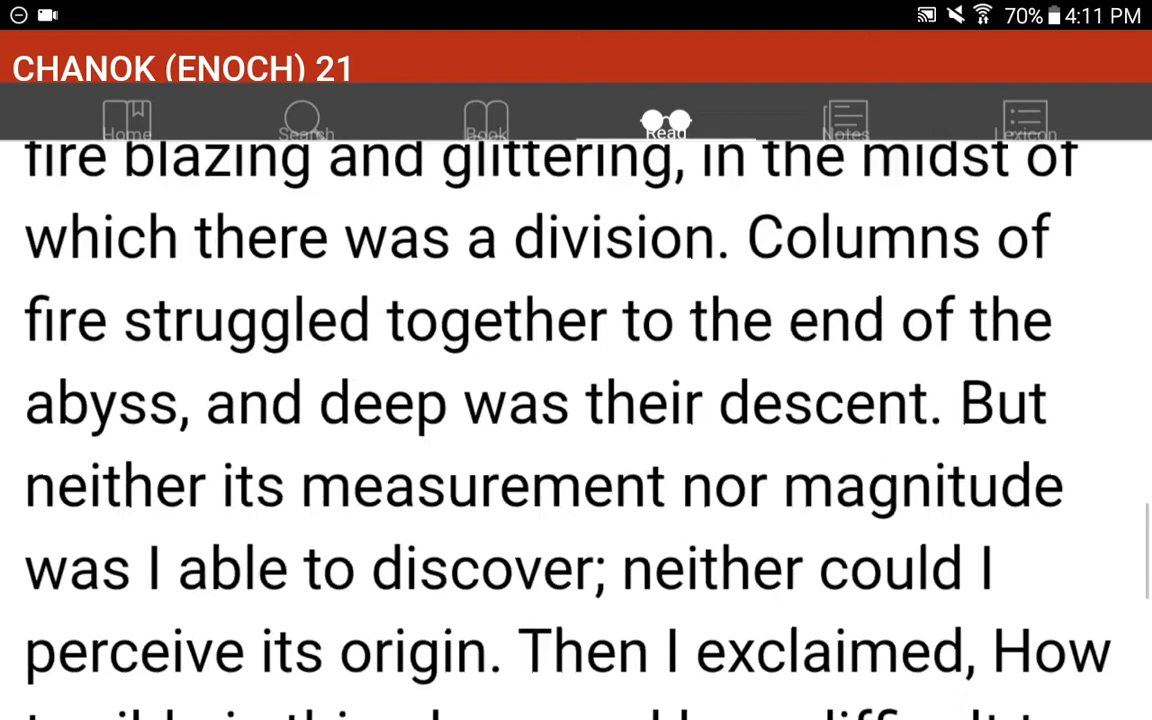 70% 4:11 PM
CHANOK (ENOCH) 21
Home Search Book Read Notes Lexicon
fire blazing and glittering, in the midst of
which there was a division. Columns of
fire struggled together to the end of the
abyss, and deep was their descent. But
neither its measurement nor magnitude
was I able to discover; neither could I
perceive its origin. Then I exclaimed, How